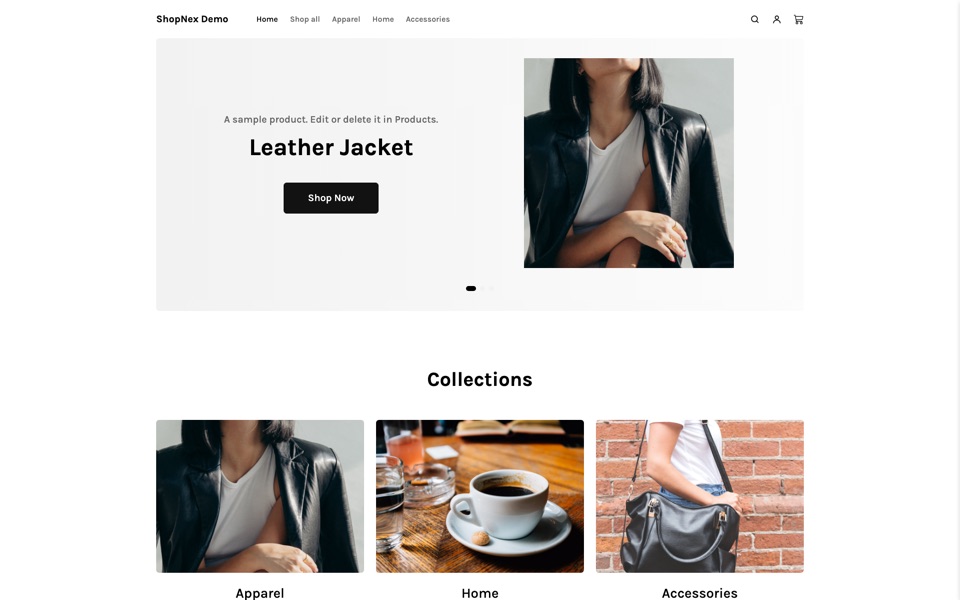 ShopNex Demo Home Shop all Apparel Home Accessories
A sample product. Edit or delete it in Products.
Leather Jacket
Shop Now
Collections
Apparel Home Accessories